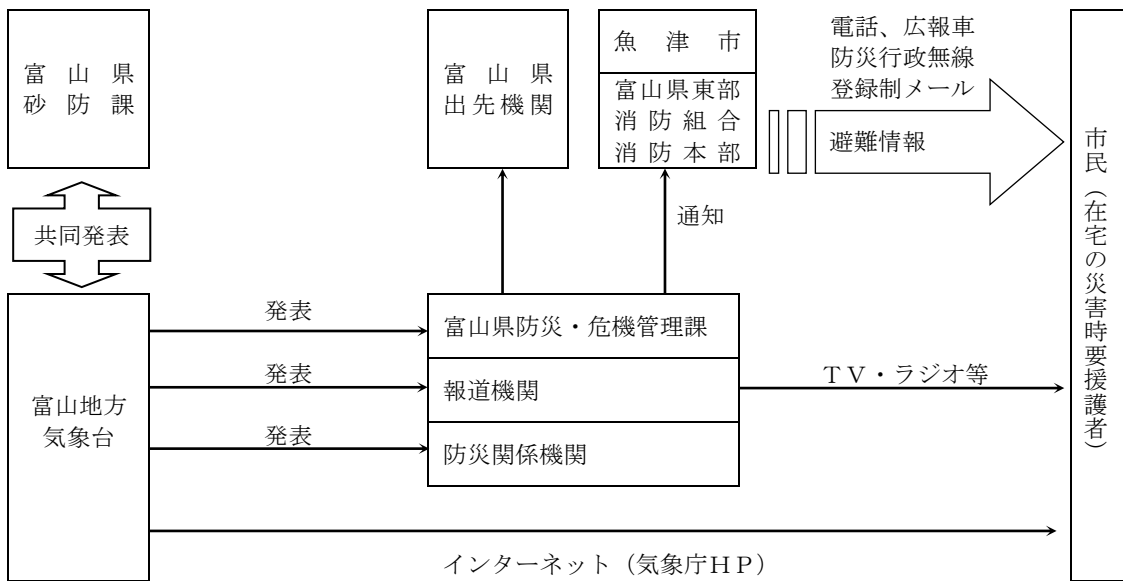 富山県
砂防課
富山県
出先機関
魚津市
富山県東部
消防組合
消防本部
電話、広報車
防災行政無線
登録制メール
避難情報
市民（在宅の災害時要援護者）
共同発表
通知
富山地方
気象台
発表
発表
発表
富山県防災・危機管理課
報道機関
防災関係機関
ＴＶ・ラジオ等
インターネット（気象庁ＨＰ）